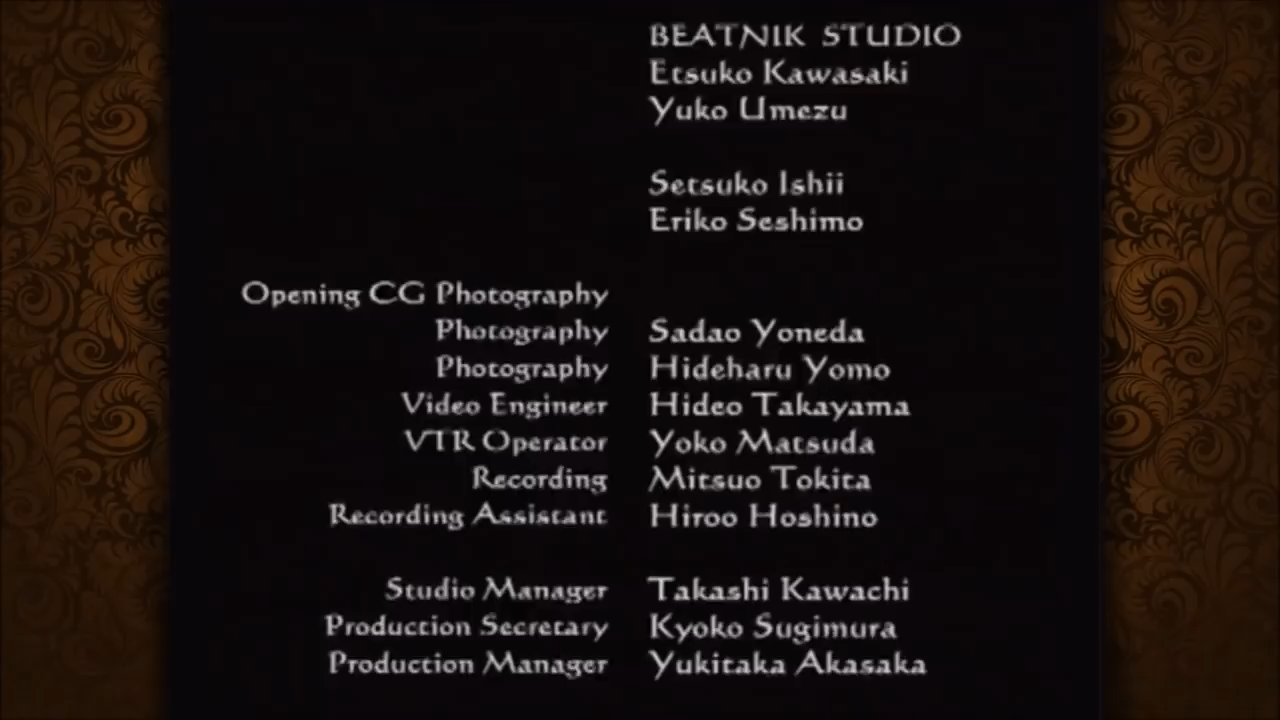 BEATNIK STUDIO
Etsuko Kawasaki
Yuko Umezu
Setsuko Ishii
Eriko Seshimo
Opening CG Photography
Photography Sadao Yoneda
Photography Hideharu Yomo
Video Engineer Hideo Takayama
VTR Operator Yoko Matsuda
Recording Mitsuo Tokita
Recording Assistant Hiroo Hoshino
Studio Manager Takashi Kawachi
Production Secretary Kyoko Sugimura
Production Manager Yukitaka Akasaka